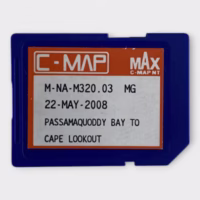 C-MAP
MAX
C-MAP NT
M-NA-M320.03 MG
22-MAY-2008
PASSAMAQUODDY BAY TO
CAPE LOOKOUT